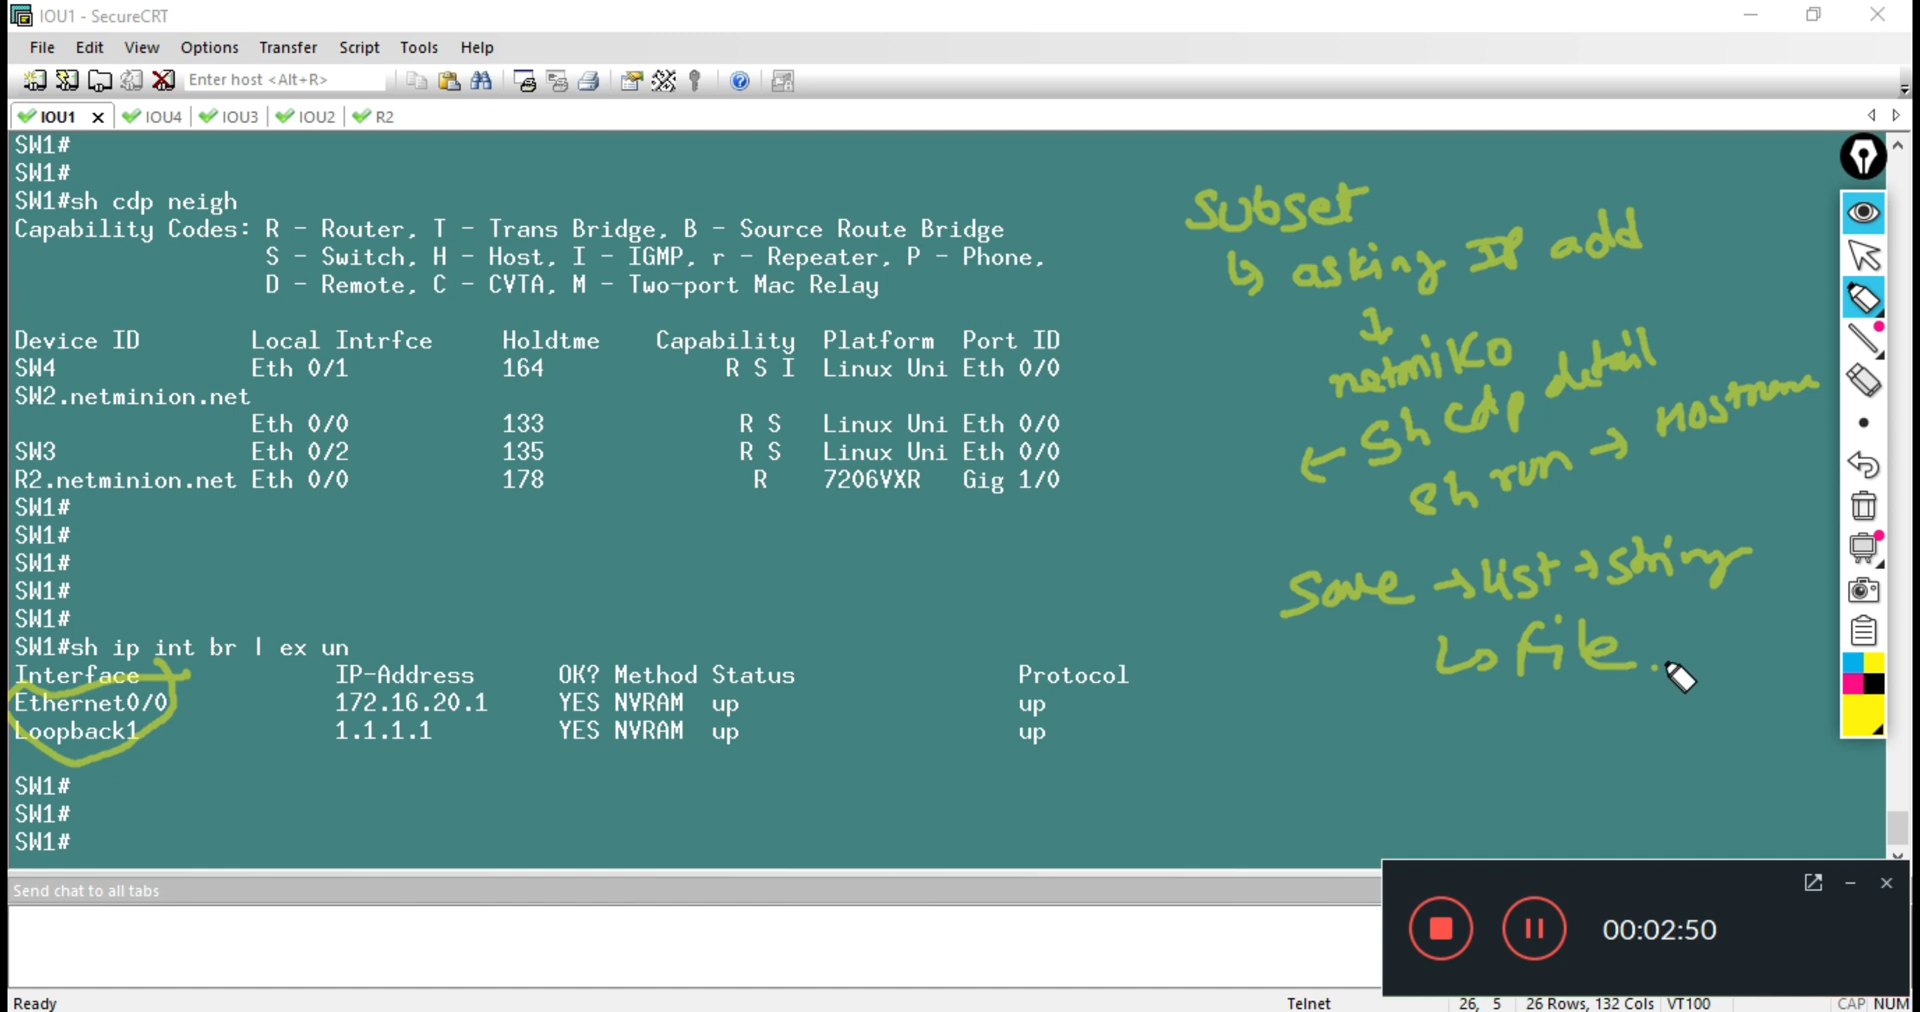 IOU1 - SecureCRT
File Edit View Options Transfer Script Tools Help
Enter host <Alt+R>
IOU1 IOU4 IOU3 IOU2 R2
SW1#
SW1#
SW1#sh cdp neigh
Capability Codes: R - Router, T - Trans Bridge, B - Source Route Bridge
S - Switch, H - Host, I - IGMP, r - Repeater, P - Phone,
D - Remote, C - CVTA, M - Two-port Mac Relay
Device ID Local Intrfce Holdtme Capability Platform Port ID
SW4 Eth 0/1 164 R S I Linux Uni Eth 0/0
SW2.netminion.net
Eth 0/0 133 R S Linux Uni Eth 0/0
SW3 Eth 0/2 135 R S Linux Uni Eth 0/0
R2.netminion.net Eth 0/0 178 R 7206VXR Gig 1/0
SW1#
SW1#
SW1#
SW1#
SW1#
SW1#sh ip int br | ex un
Interface IP-Address OK? Method Status Protocol
Ethernet0/0 172.16.20.1 YES NVRAM up up
Loopback1 1.1.1.1 YES NVRAM up up
SW1#
SW1#
SW1#
Subset
↳ asking IP add
↓
netmiko
← Sh cdp detail
sh run → Hostname
Save → list → string
↳ file.
Send chat to all tabs
00:02:50
Ready Telnet 26, 5 26 Rows, 132 Cols VT100 CAP NUM